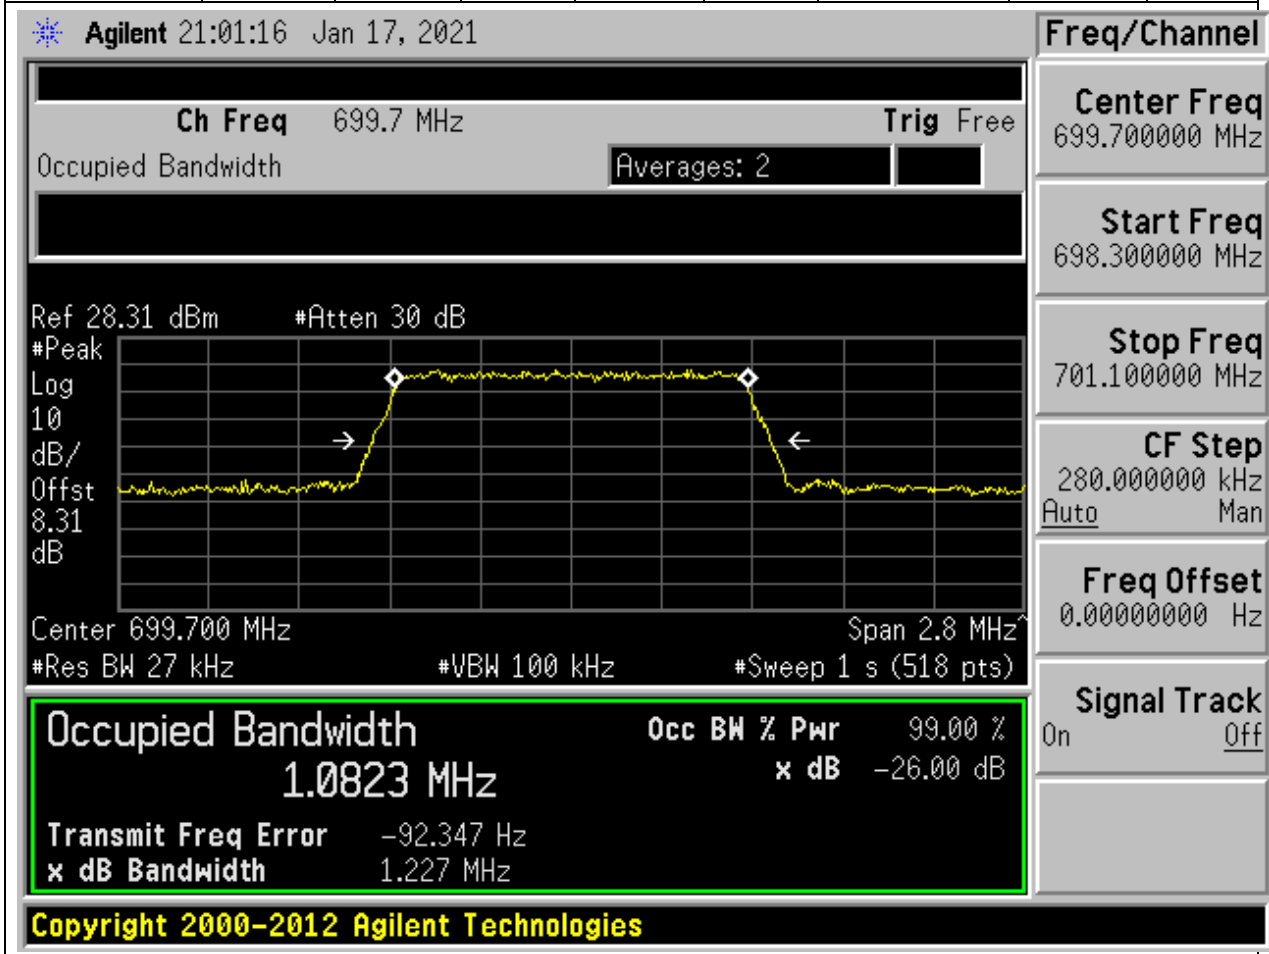 Agilent 21:01:16 Jan 17, 2021
Freq/Channel
Ch Freq 699.7 MHz Trig Free
Occupied Bandwidth Averages: 2
Ref 28.31 dBm #Atten 30 dB
#Peak
Log
10
dB/
Offst
8.31
dB
Center 699.700 MHz Span 2.8 MHz^
#Res BW 27 kHz #VBW 100 kHz #Sweep 1 s (518 pts)
Occupied Bandwidth Occ BW % Pwr 99.00 %
1.0823 MHz x dB -26.00 dB
Transmit Freq Error -92.347 Hz
x dB Bandwidth 1.227 MHz
Center Freq
699.700000 MHz
Start Freq
698.300000 MHz
Stop Freq
701.100000 MHz
CF Step
280.000000 kHz
Auto Man
Freq Offset
0.00000000 Hz
Signal Track
On Off
Copyright 2000-2012 Agilent Technologies